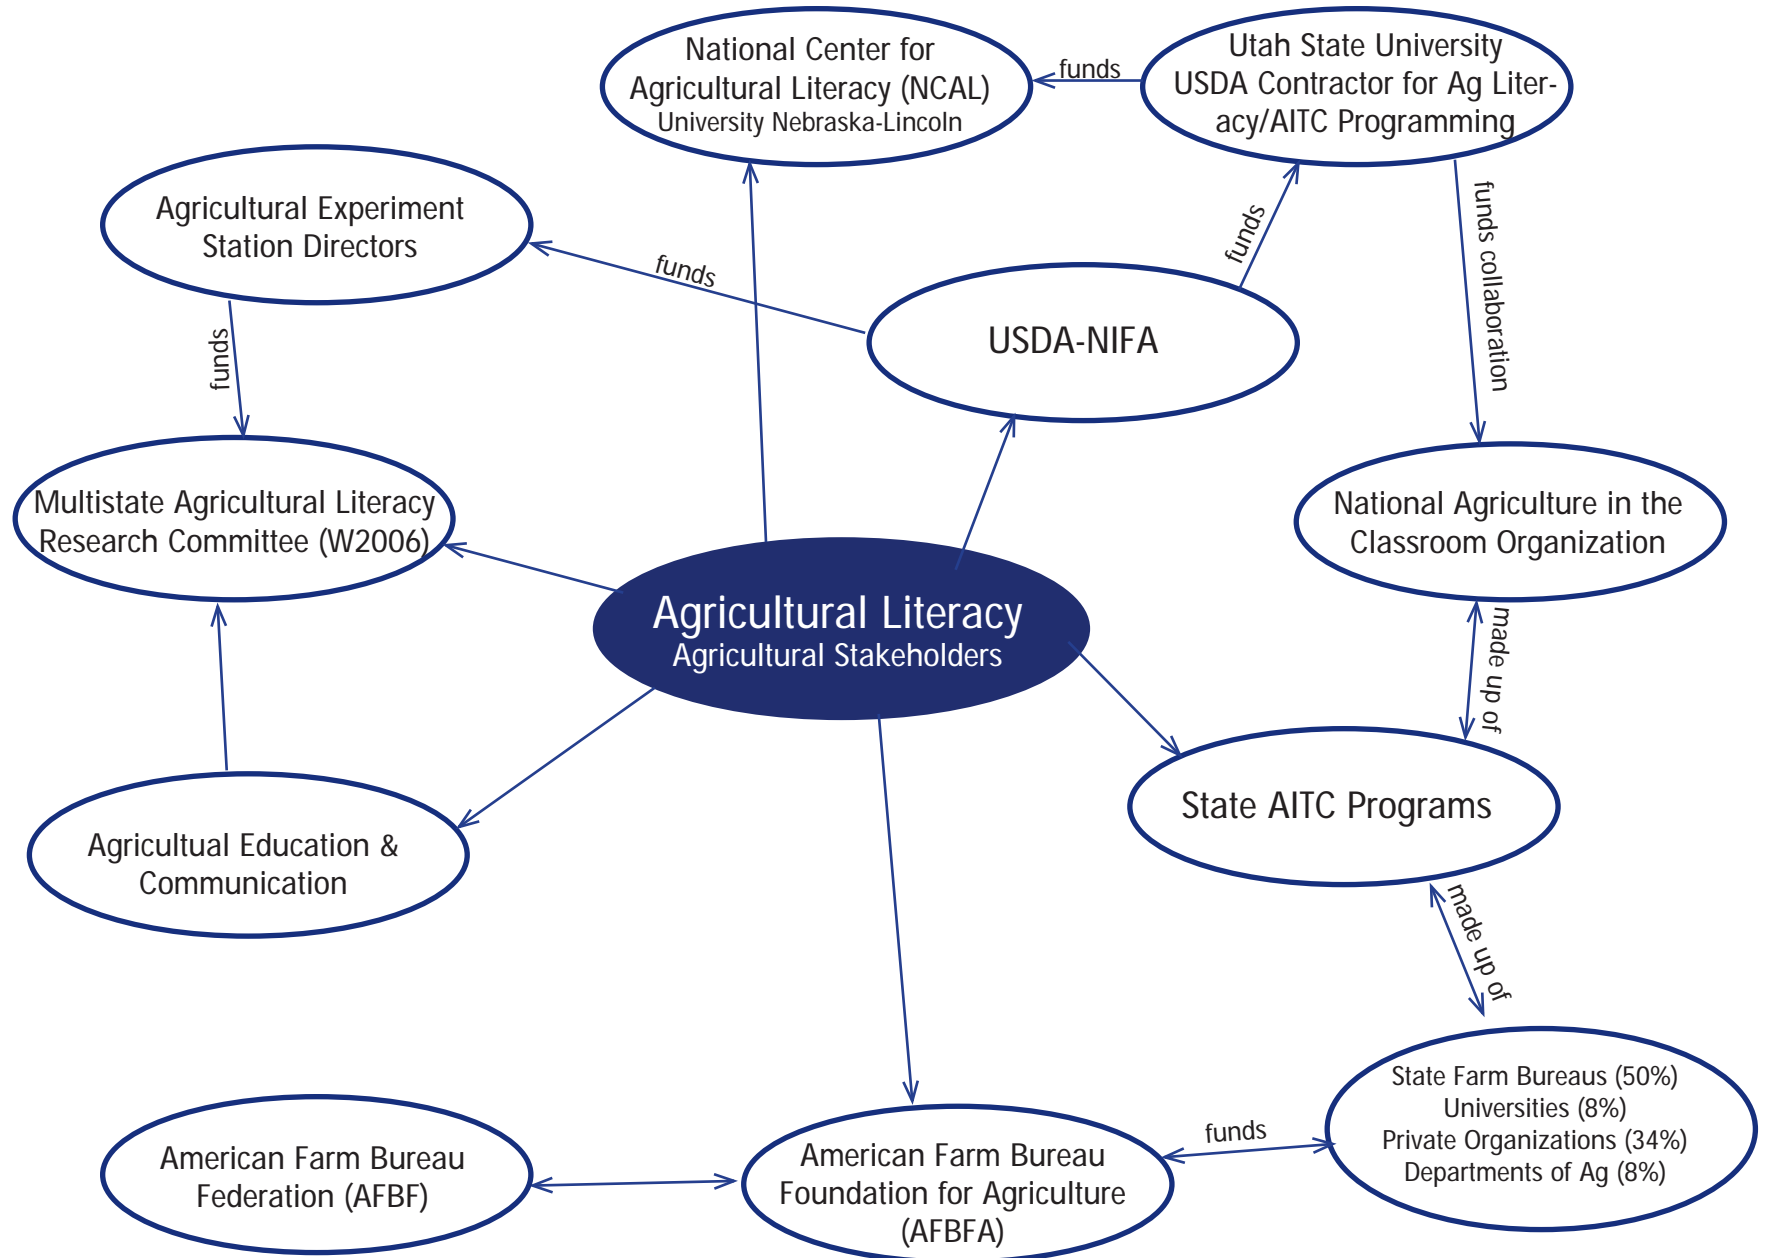 National Center for
Agricultural Literacy (NCAL)
University Nebraska-Lincoln
funds
Utah State University
USDA Contractor for Ag Liter-
acy/AITC Programming
Agricultural Experiment
Station Directors
funds
funds
funds collaboration
USDA-NIFA
funds
Multistate Agricultural Literacy
Research Committee (W2006)
National Agriculture in the
Classroom Organization
Agricultural Literacy
Agricultural Stakeholders
made up of
State AITC Programs
Agricultual Education &
Communication
made up of
State Farm Bureaus (50%)
Universities (8%)
Private Organizations (34%)
Departments of Ag (8%)
funds
American Farm Bureau
Federation (AFBF)
American Farm Bureau
Foundation for Agriculture
(AFBFA)